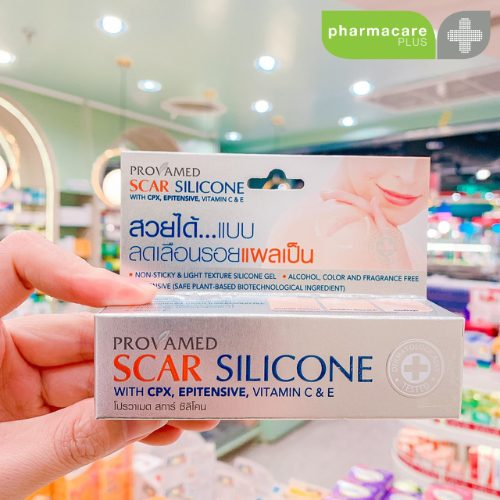 pharmacare
PLUS
PROVAMED
SCAR SILICONE
WITH CPX, EPITENSIVE, VITAMIN C & E
สวยได้...แบบ
ลดเลือนรอยแผลเป็น
• NON-STICKY & LIGHT TEXTURE SILICONE GEL • ALCOHOL, COLOR AND FRAGRANCE FREE
(SAFE PLANT-BASED BIOTECHNOLOGICAL INGREDIENT)
PROVAMED
SCAR SILICONE
WITH CPX, EPITENSIVE, VITAMIN C & E
โปรวาเมด สการ์ ซิลิโคน
TESTED